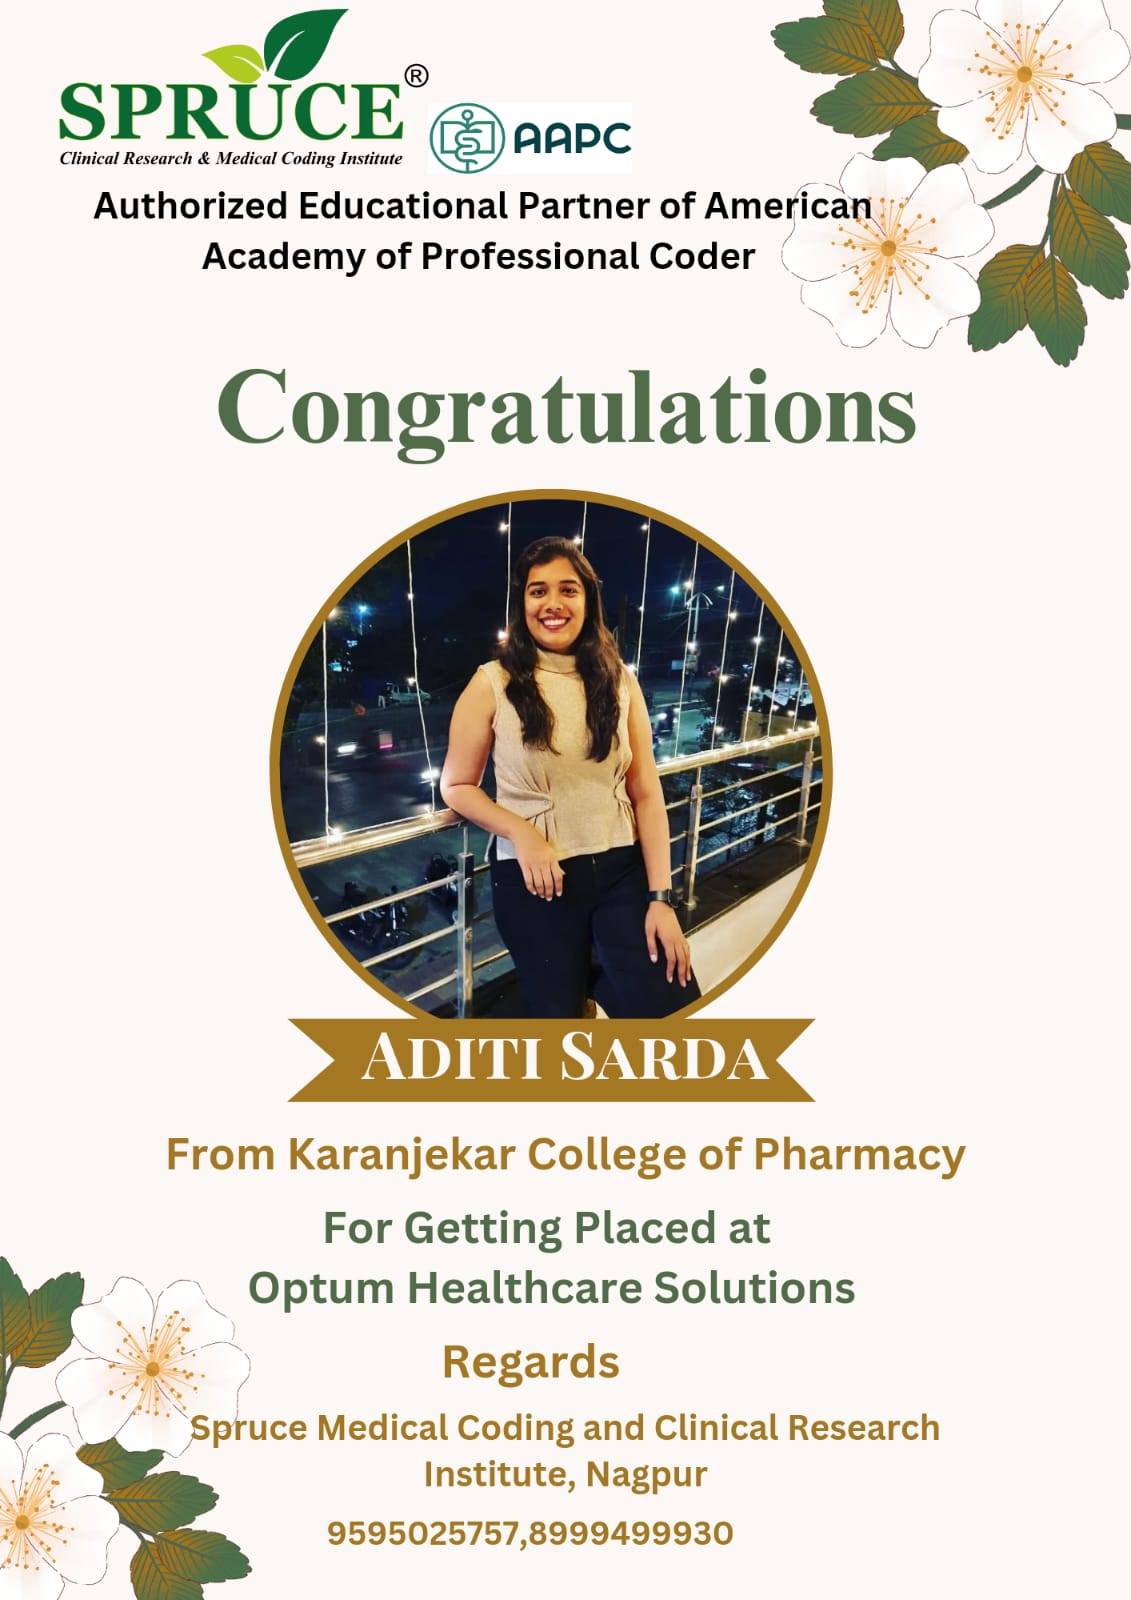 SPRUCE®
Clinical Research & Medical Coding Institute
AAPC
Authorized Educational Partner of American
Academy of Professional Coder
Congratulations
ADITI SARDA
From Karanjekar College of Pharmacy
For Getting Placed at
Optum Healthcare Solutions
Regards
Spruce Medical Coding and Clinical Research
Institute, Nagpur
9595025757,8999499930